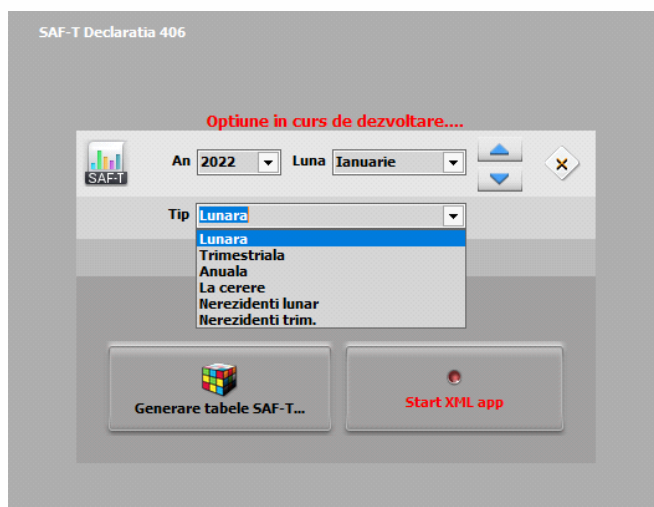 SAF-T Declaratia 406
Optiune in curs de dezvoltare....
SAF-T
An 2022 Luna Ianuarie
Tip Lunara
Lunara
Trimestriala
Anuala
La cerere
Nerezidenti lunar
Nerezidenti trim.
Generare tabele SAF-T...
Start XML app